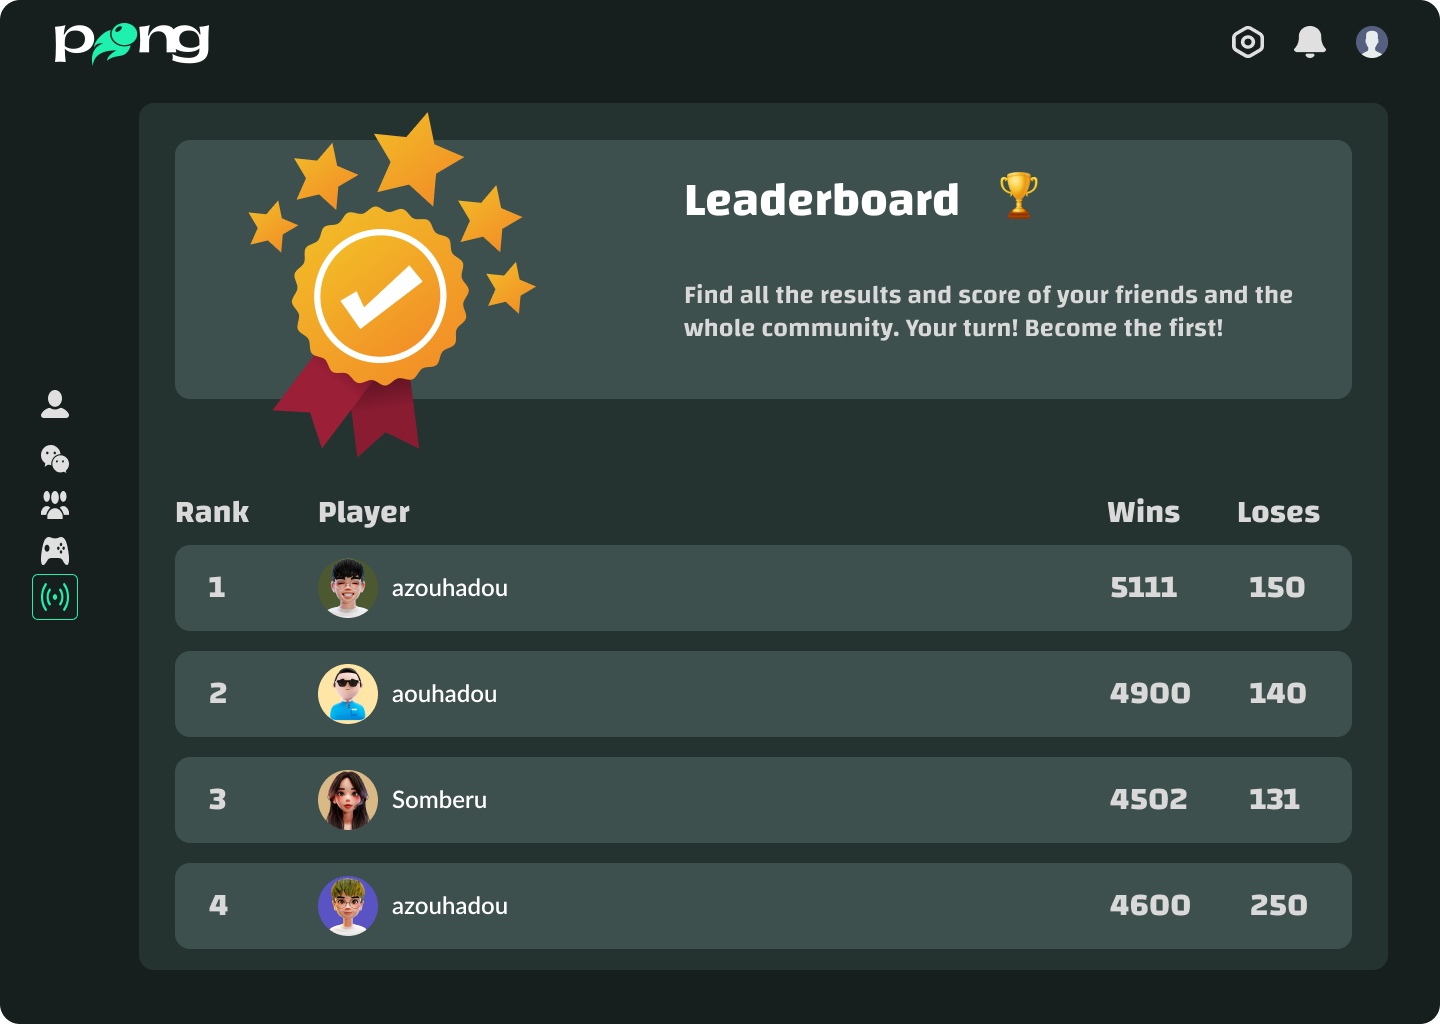 pong
Leaderboard
Find all the results and score of your friends and the
whole community. Your turn! Become the first!
Rank Player Wins Loses
1 azouhadou 5111 150
2 aouhadou 4900 140
3 Somberu 4502 131
4 azouhadou 4600 250